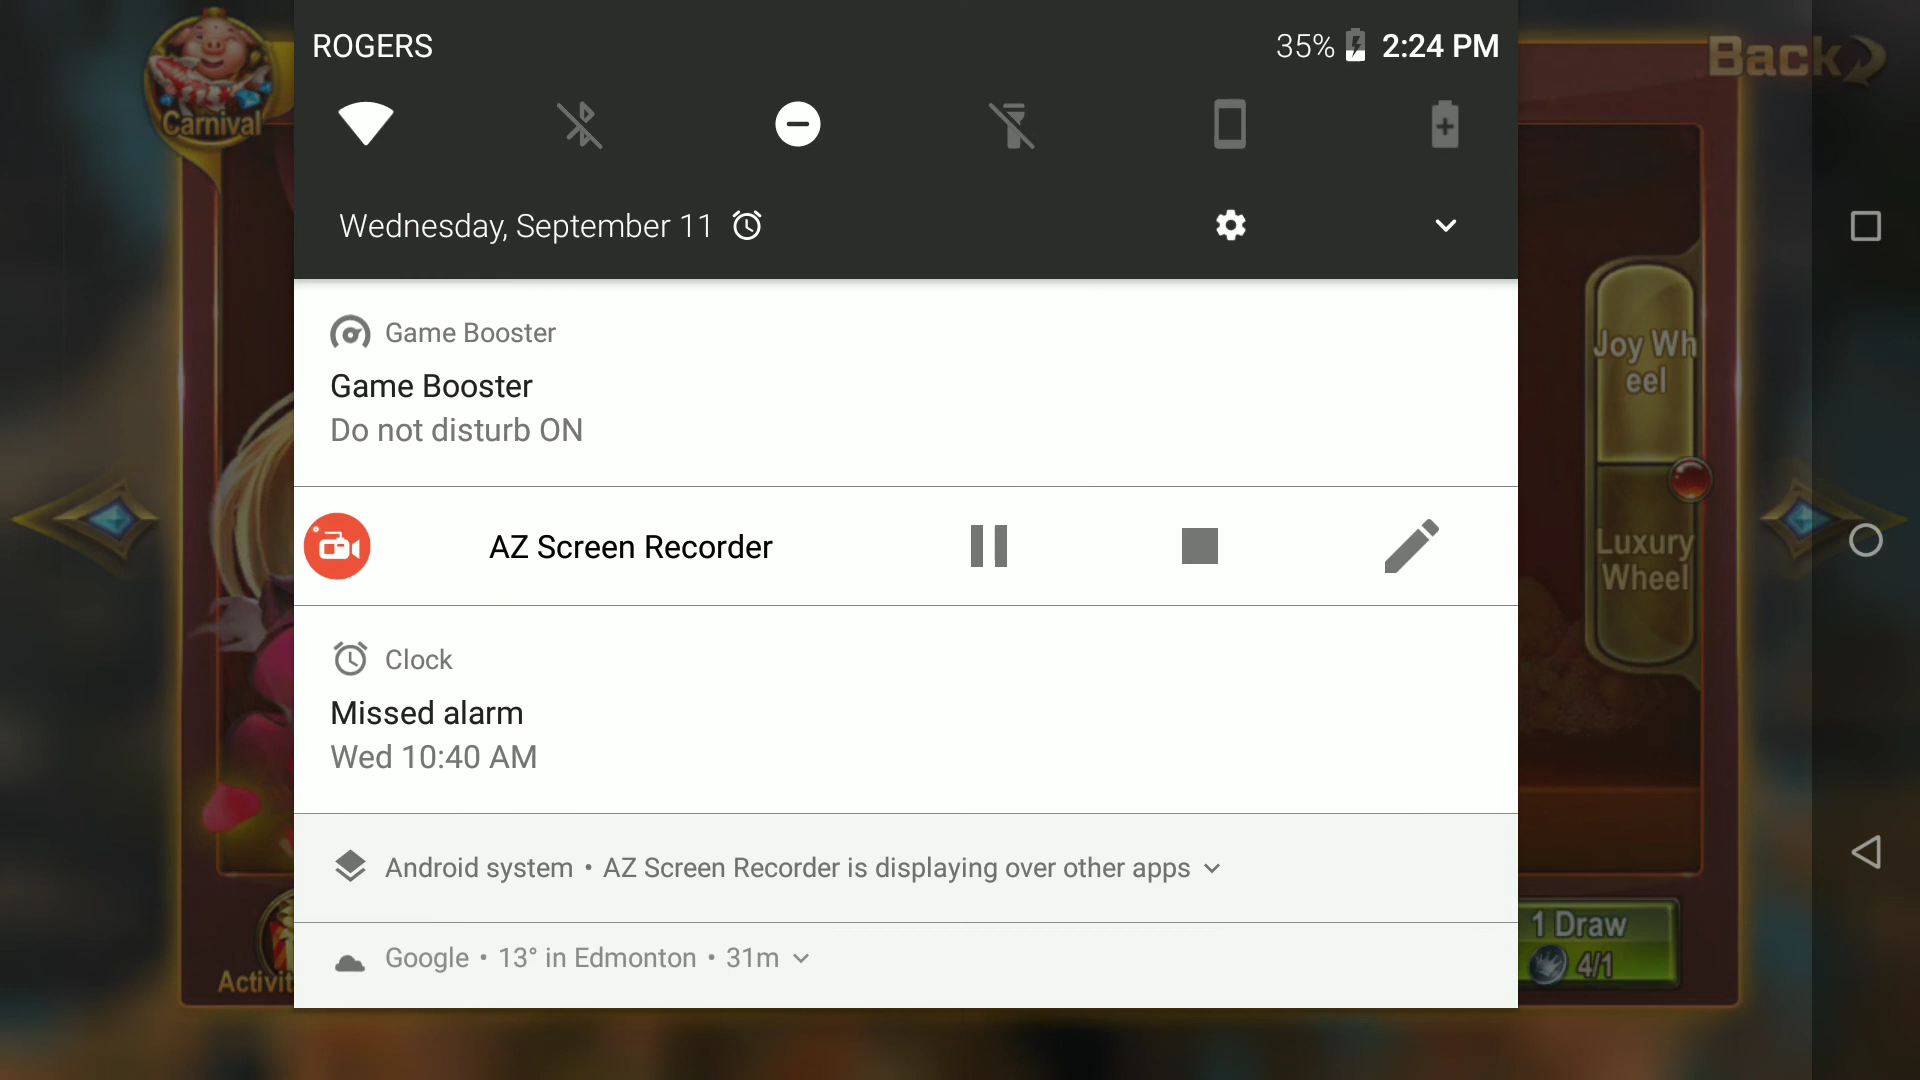 ROGERS
35% 2:24 PM
Back
Carnival
Wednesday, September 11
Game Booster
Game Booster
Do not disturb ON
Joy Wh
eel
AZ Screen Recorder
Luxury
Wheel
Clock
Missed alarm
Wed 10:40 AM
Android system • AZ Screen Recorder is displaying over other apps
1 Draw
4/1
Google • 13° in Edmonton • 31m
Activit